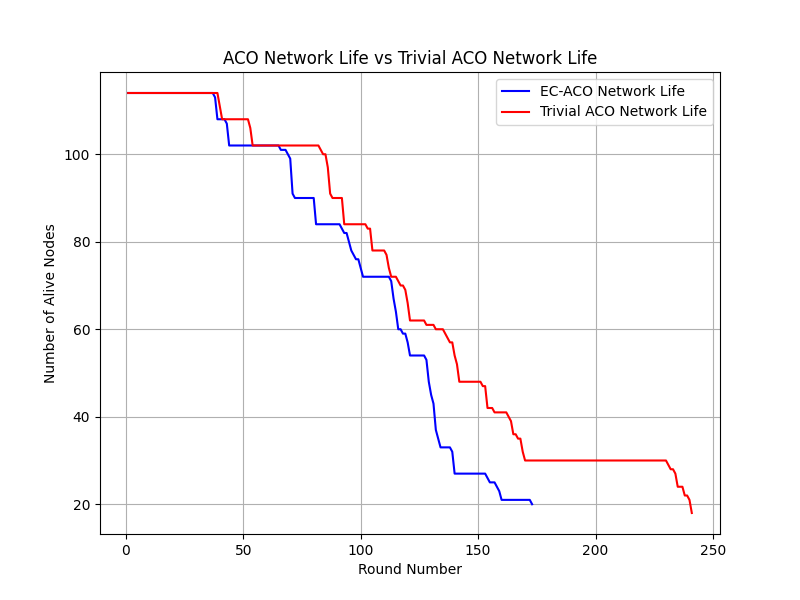 ACO Network Life vs Trivial ACO Network Life
EC-ACO Network Life
Trivial ACO Network Life
Number of Alive Nodes
100
80
60
40
20
0
50
100
150
200
250
Round Number